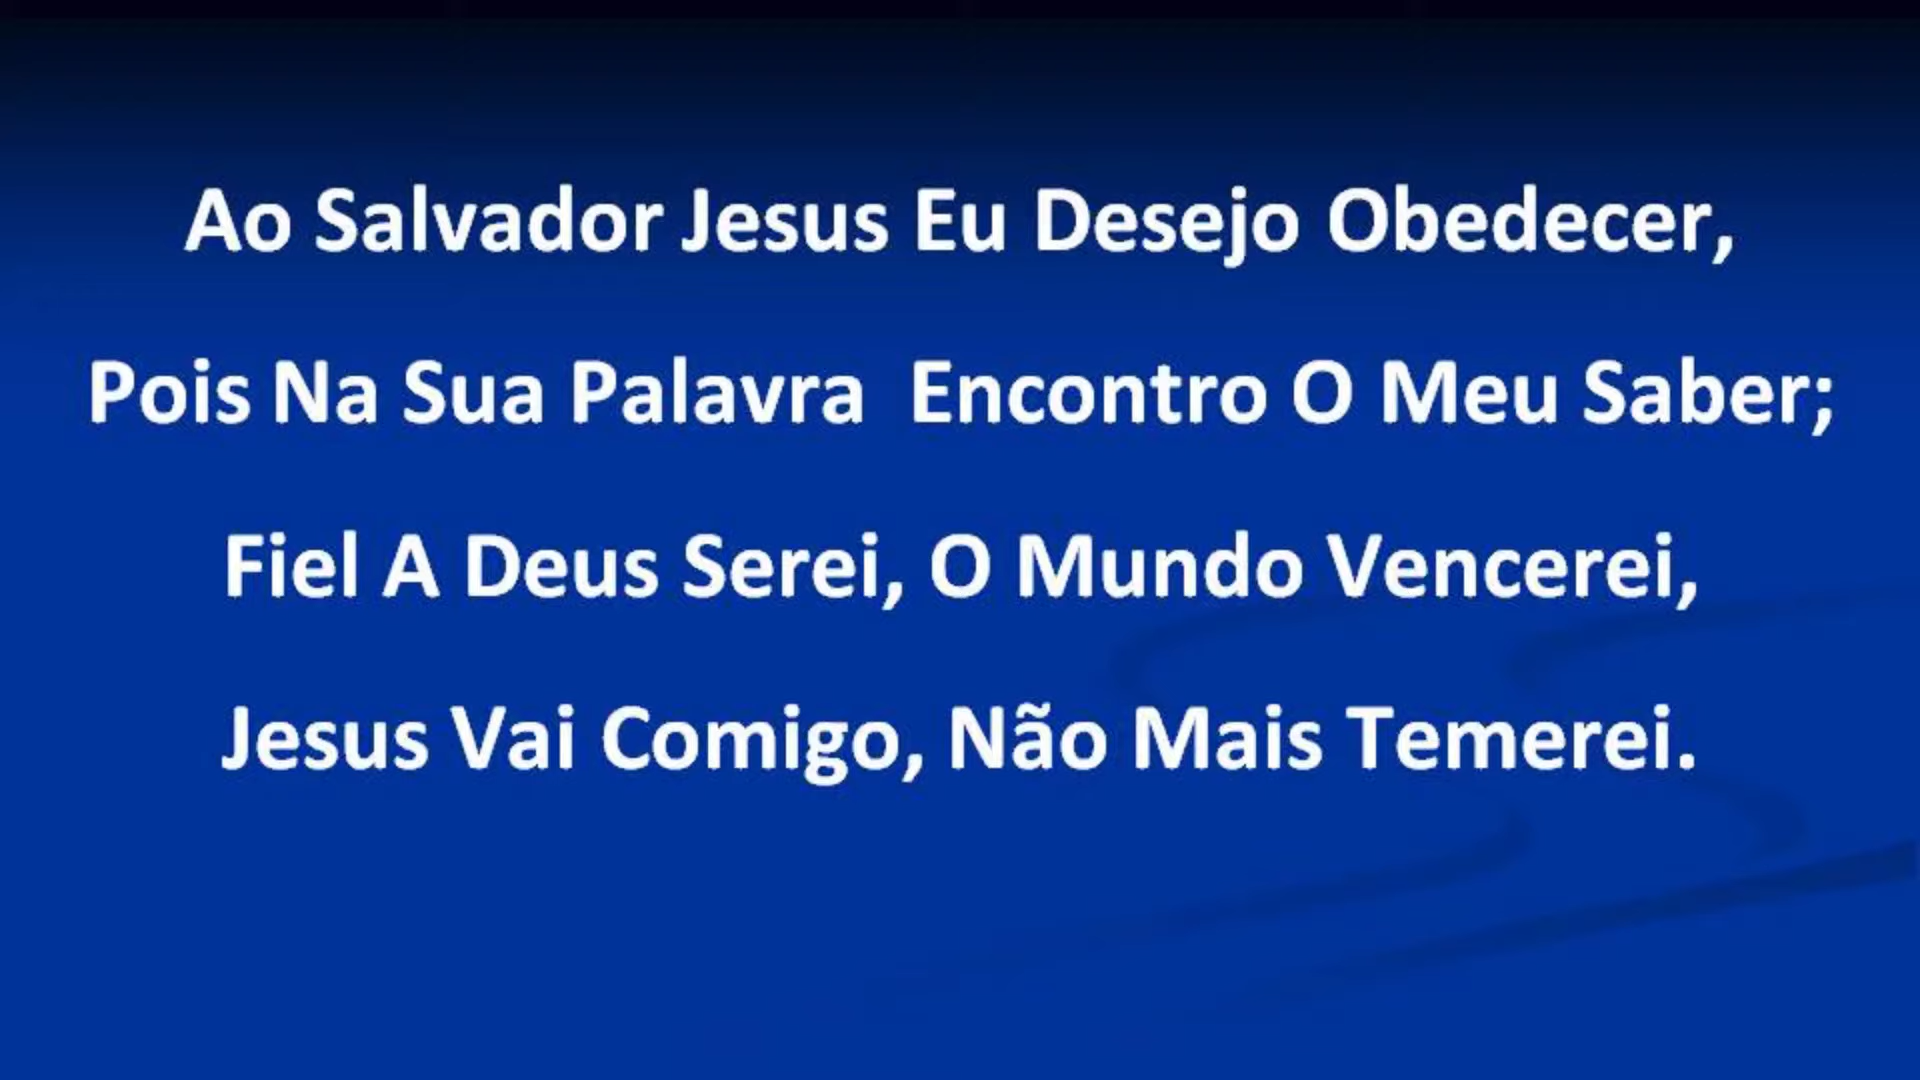 Ao Salvador Jesus Eu Desejo Obedecer,
Pois Na Sua Palavra Encontro O Meu Saber;
Fiel A Deus Serei, O Mundo Vencerei,
Jesus Vai Comigo, Não Mais Temerei.